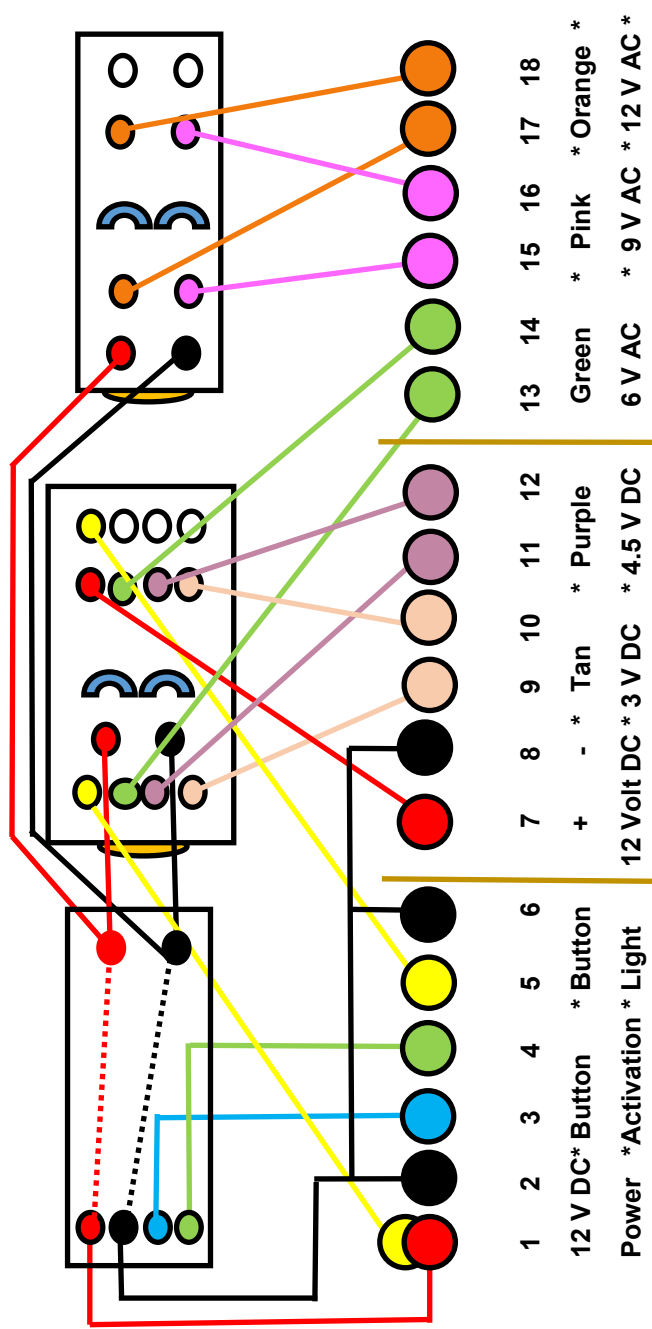 1 2 3 4 5 6 7 8 9 10 11 12 13 14 15 16 17 18
12 V DC* Button * Button + - * Tan * Purple Green * Pink * Orange *
Power *Activation * Light 12 Volt DC * 3 V DC * 4.5 V DC 6 V AC * 9 V AC * 12 V AC *